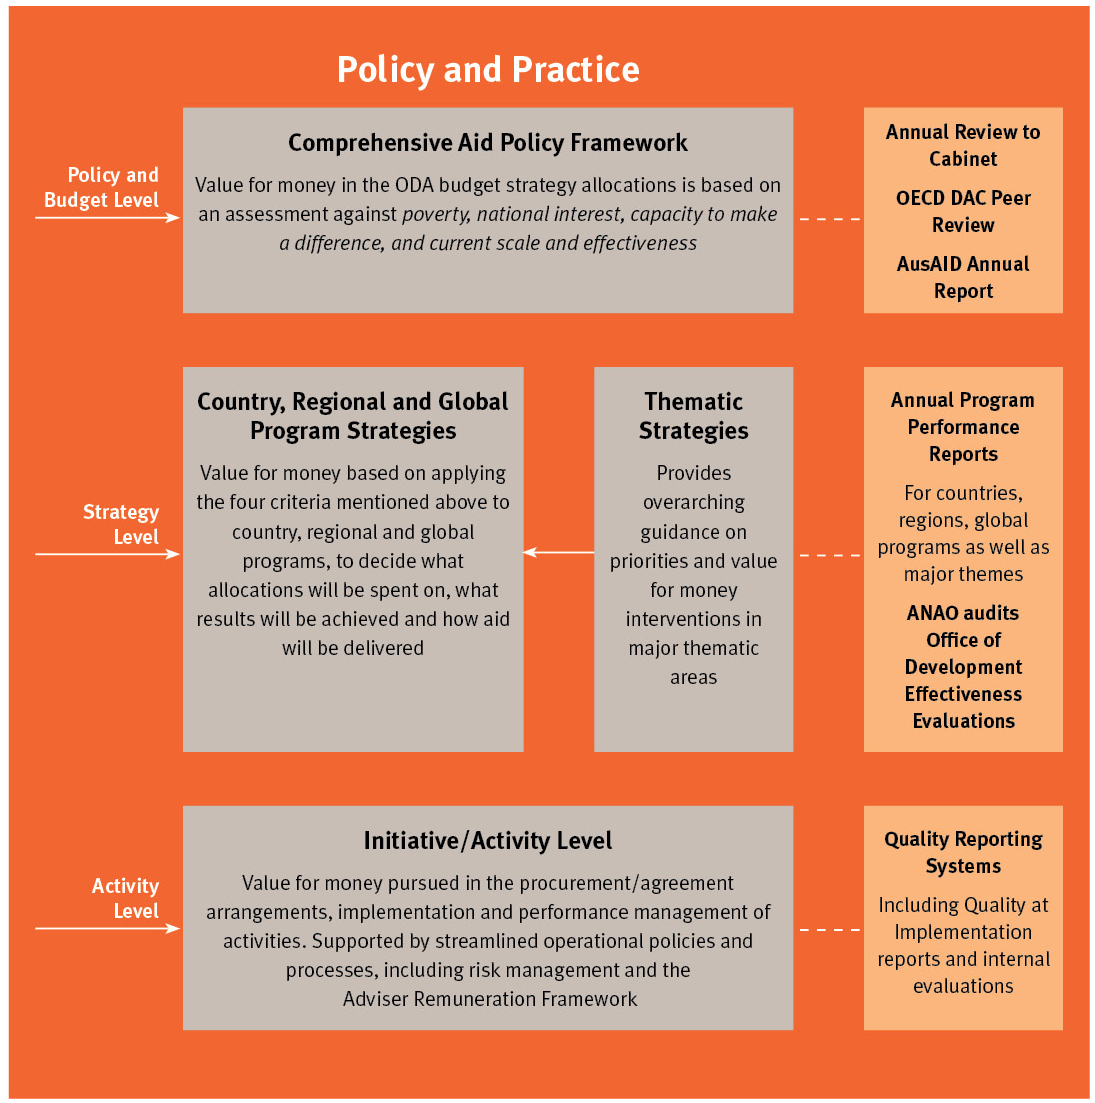 Policy and Practice
Policy and
Budget Level
Comprehensive Aid Policy Framework
Value for money in the ODA budget strategy allocations is based on
an assessment against poverty, national interest, capacity to make
a difference, and current scale and effectiveness
Annual Review to
Cabinet
OECD DAC Peer
Review
AusAID Annual
Report
Strategy
Level
Country, Regional and Global
Program Strategies
Value for money based on applying
the four criteria mentioned above to
country, regional and global
programs, to decide what
allocations will be spent on, what
results will be achieved and how aid
will be delivered
Thematic
Strategies
Provides
overarching
guidance on
priorities and value
for money
interventions in
major thematic
areas
Annual Program
Performance
Reports
For countries,
regions, global
programs as well as
major themes
ANAO audits
Office of
Development
Effectiveness
Evaluations
Activity
Level
Initiative/Activity Level
Value for money pursued in the procurement/agreement
arrangements, implementation and performance management of
activities. Supported by streamlined operational policies and
processes, including risk management and the
Adviser Remuneration Framework
Quality Reporting
Systems
Including Quality at
Implementation
reports and internal
evaluations